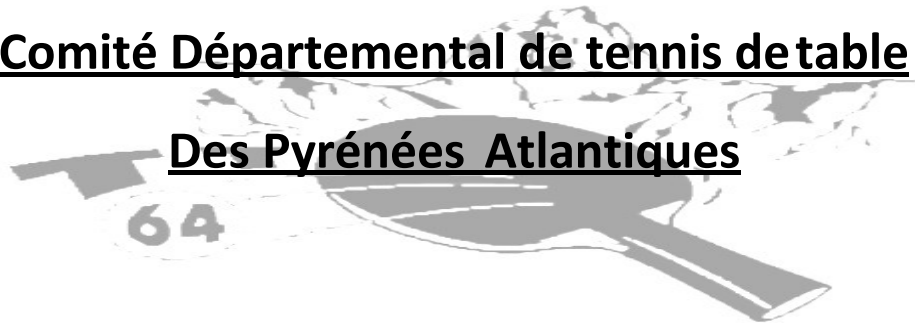 Comité Départemental de tennis de table
Des Pyrénées Atlantiques
64